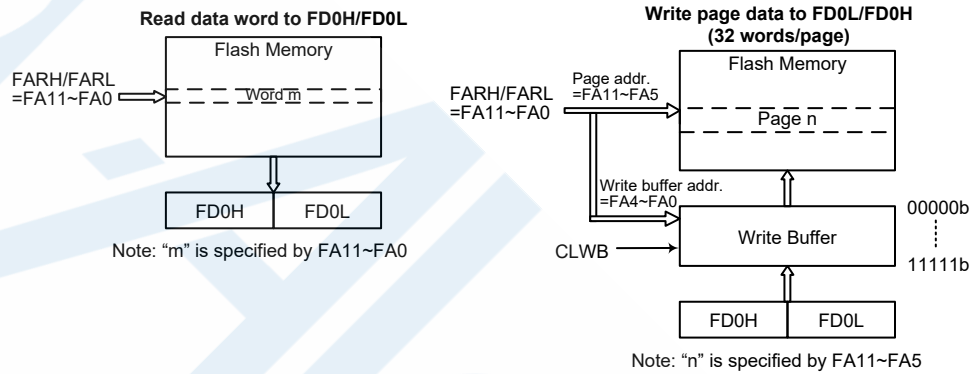 Read data word to FD0H/FD0L
Flash Memory
FARH/FARL
=FA11~FA0
Word m
FD0H
FD0L
Note: “m” is specified by FA11~FA0
Write page data to FD0L/FD0H
(32 words/page)
Flash Memory
FARH/FARL
=FA11~FA0
Page addr.
=FA11~FA5
Page n
Write buffer addr.
=FA4~FA0
CLWB
Write Buffer
00000b
11111b
FD0H
FD0L
Note: “n” is specified by FA11~FA5